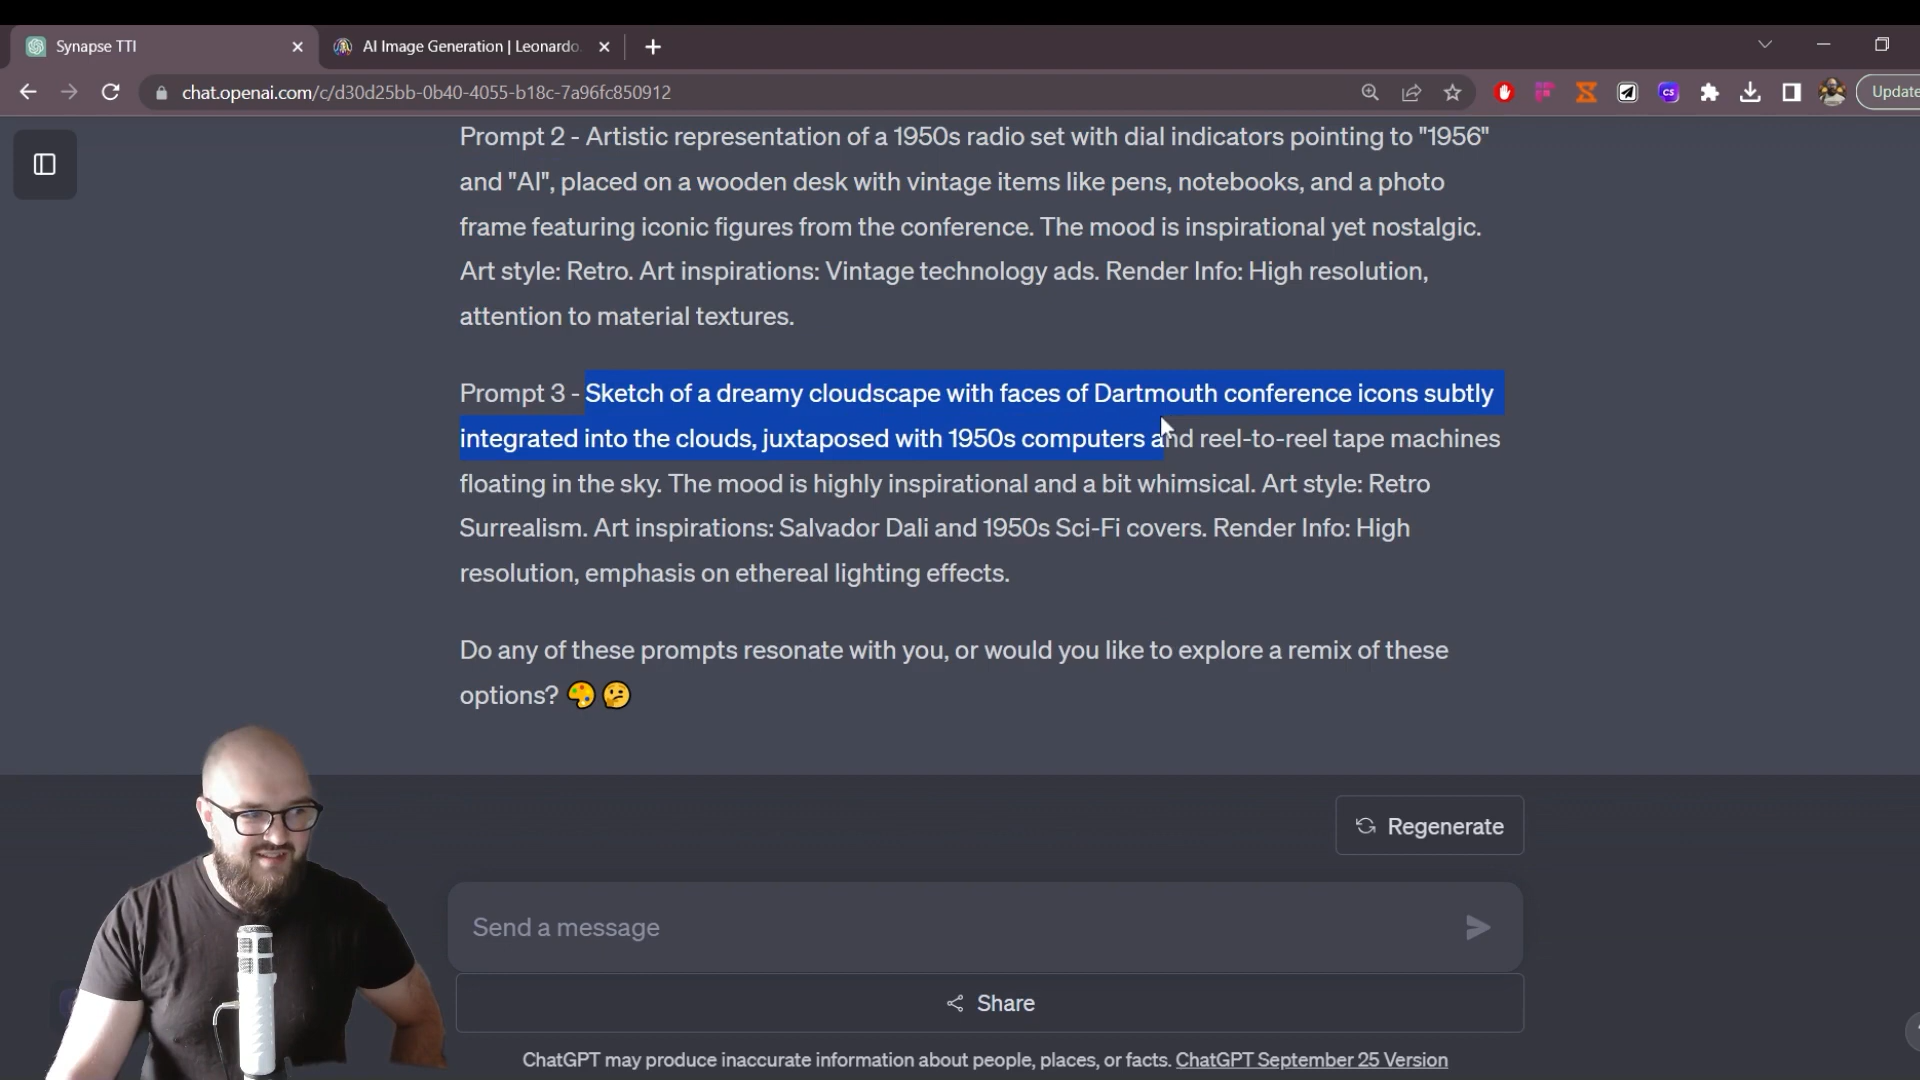 Synapse TTI
AI Image Generation | Leonardo.
chat.openai.com/c/d30d25bb-0b40-4055-b18c-7a96fc850912
CS
Update
Prompt 2 - Artistic representation of a 1950s radio set with dial indicators pointing to "1956"
and "AI", placed on a wooden desk with vintage items like pens, notebooks, and a photo
frame featuring iconic figures from the conference. The mood is inspirational yet nostalgic.
Art style: Retro. Art inspirations: Vintage technology ads. Render Info: High resolution,
attention to material textures.
Prompt 3 - Sketch of a dreamy cloudscape with faces of Dartmouth conference icons subtly
integrated into the clouds, juxtaposed with 1950s computers and reel-to-reel tape machines
floating in the sky. The mood is highly inspirational and a bit whimsical. Art style: Retro
Surrealism. Art inspirations: Salvador Dali and 1950s Sci-Fi covers. Render Info: High
resolution, emphasis on ethereal lighting effects.
Do any of these prompts resonate with you, or would you like to explore a remix of these
options? 🎨🤔
Regenerate
Send a message
Share
ChatGPT may produce inaccurate information about people, places, or facts. ChatGPT September 25 Version